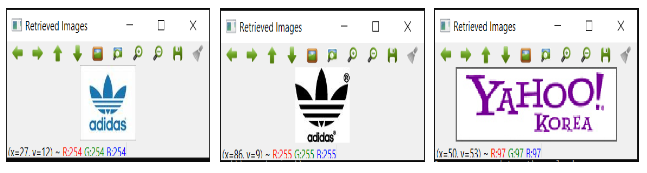 Retrieved Images
adidas
(x=27, y=12) ~ R:254 G:254 B:254
Retrieved Images
®
adidas®
(x=86, y=9) ~ R:255 G:255 B:255
Retrieved Images
YAHOO!
KOREA
(x=50, y=53) ~ R:97 G:97 B:97